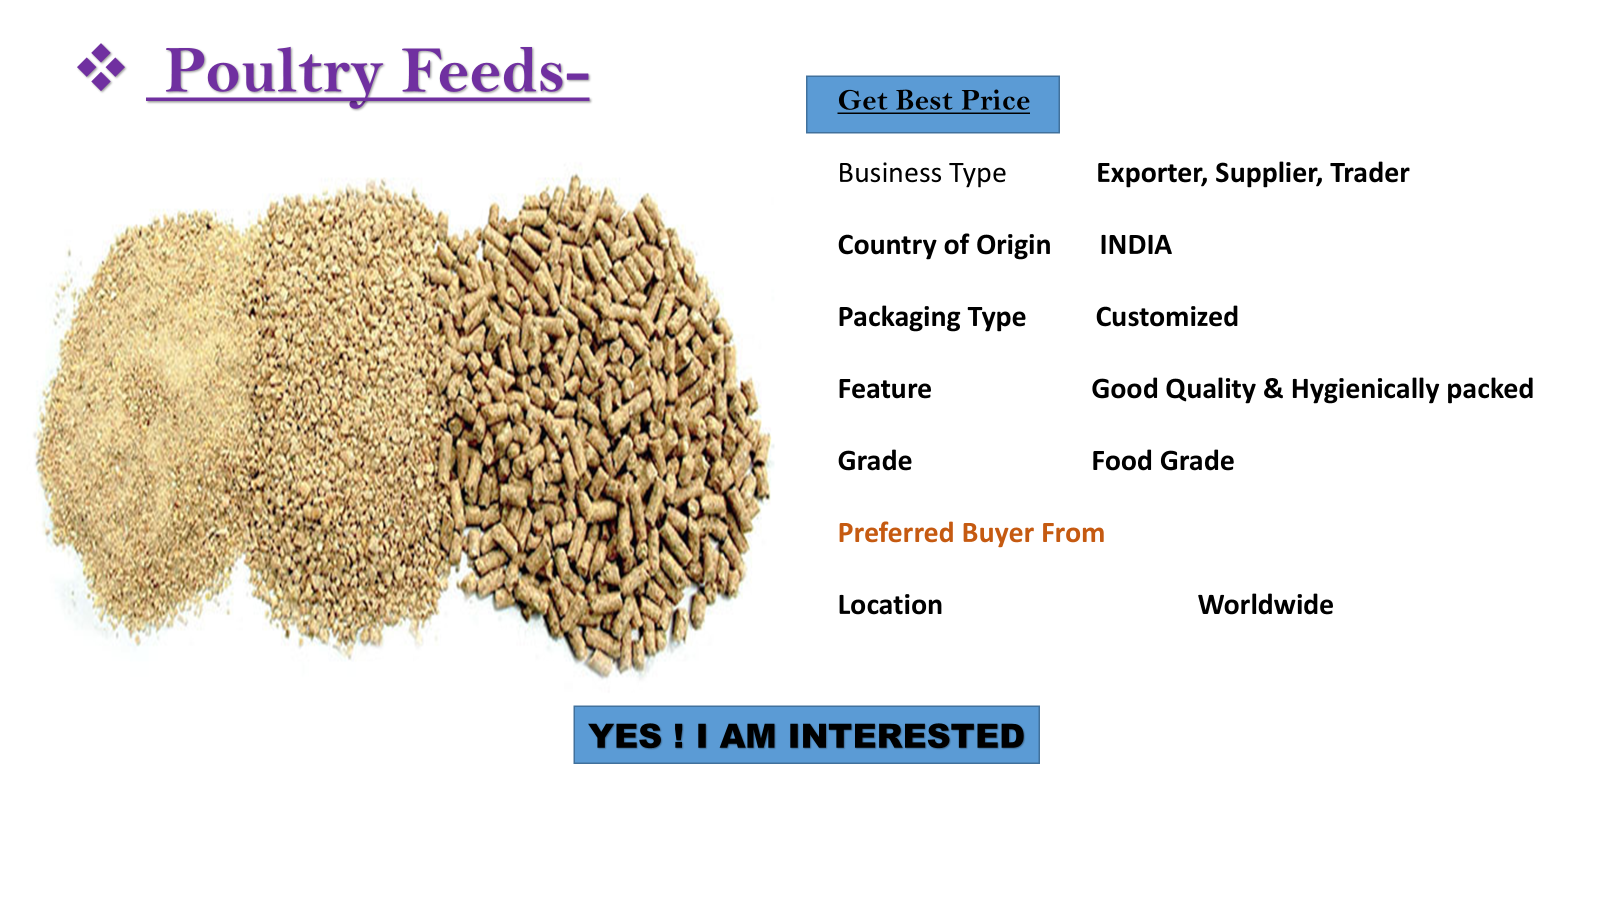 ❖ Poultry Feeds-
Get Best Price
Business Type Exporter, Supplier, Trader
Country of Origin INDIA
Packaging Type Customized
Feature Good Quality & Hygienically packed
Grade Food Grade
Preferred Buyer From
Location Worldwide
YES ! I AM INTERESTED